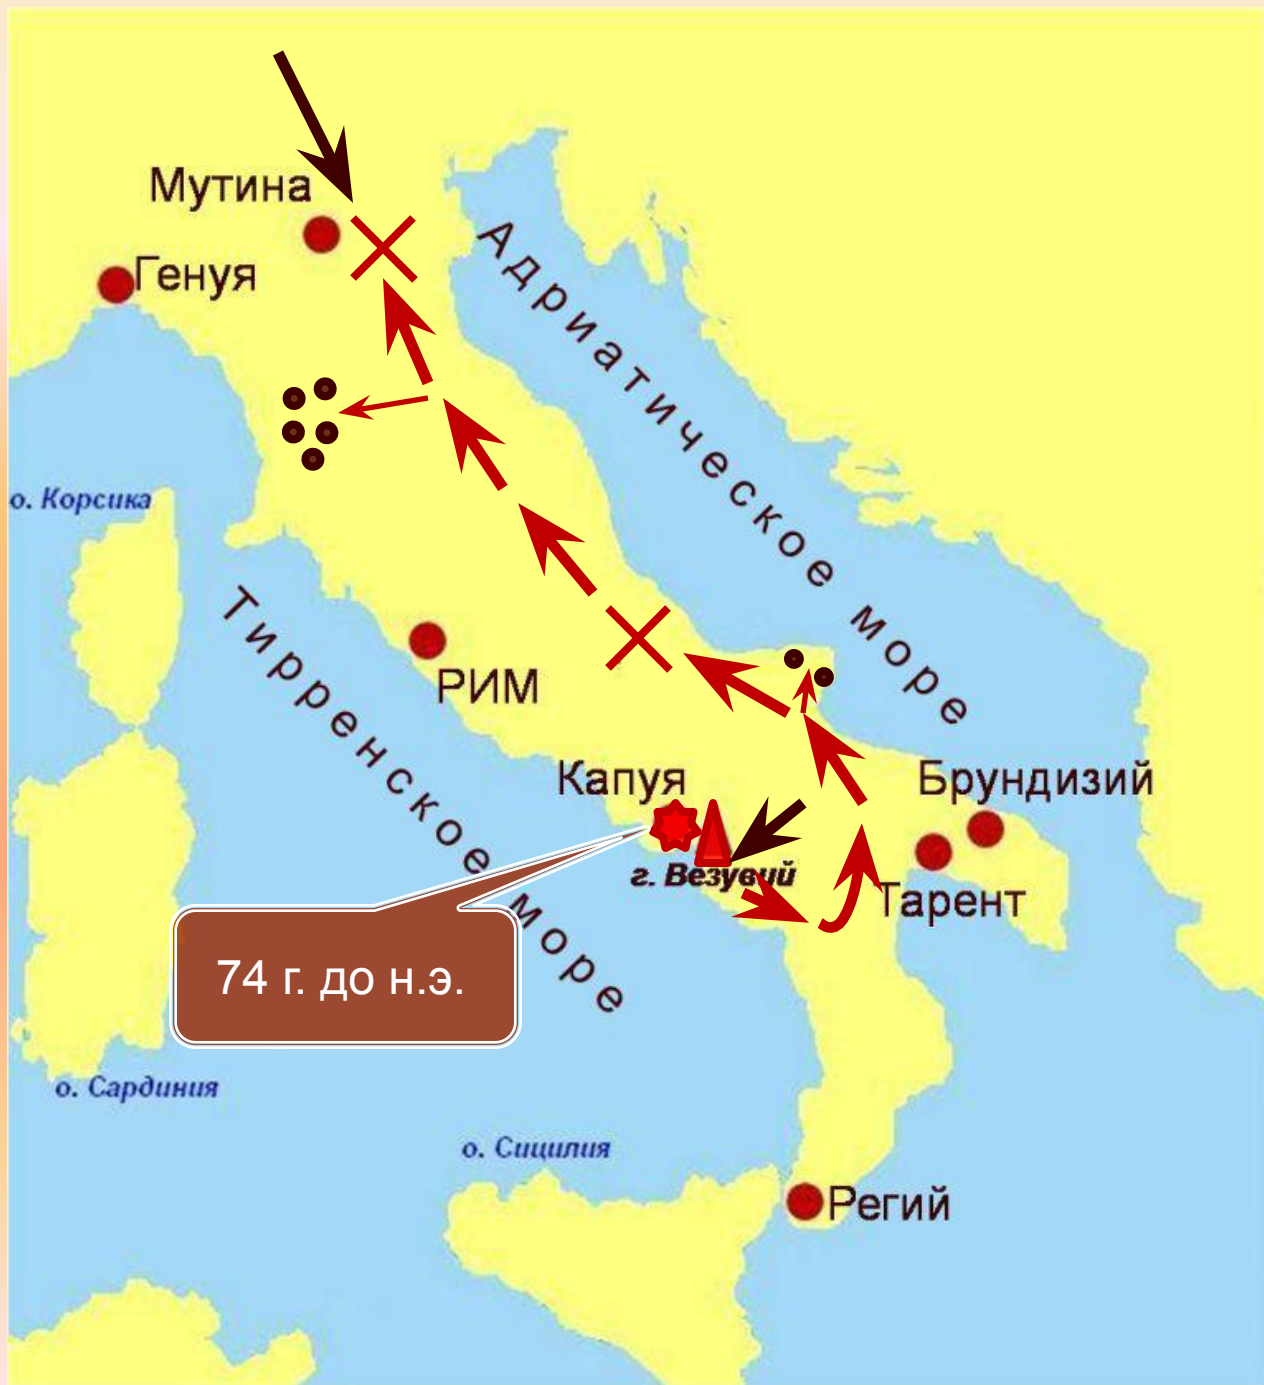 Мутина
Генуя
Адриатическое море
о. Корсика
Тирренское море
РИМ
Капуя
Брундизий
г. Везувий
Тарент
74 г. до н.э.
о. Сардиния
о. Сицилия
Регий